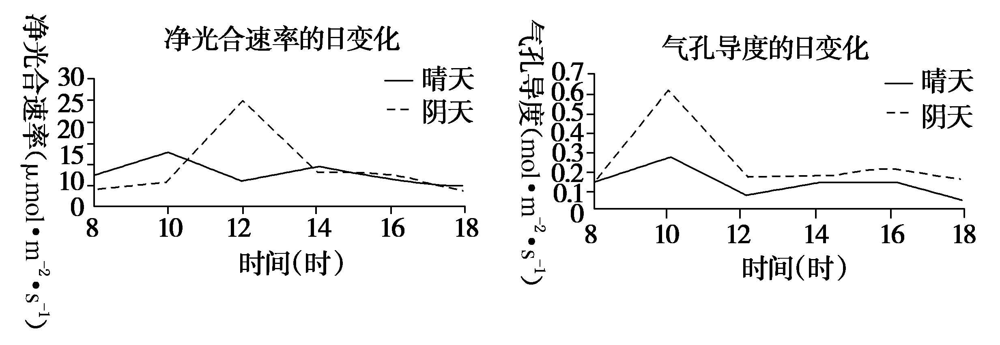 净光合速率的日变化
净光合速率(μmol·m⁻²·s⁻¹)
晴天
阴天
30
25
20
15
10
0
8 10 12 14 16 18
时间(时)
气孔导度的日变化
气孔导度(mol·m⁻²·s⁻¹)
晴天
阴天
0.7
0.6
0.5
0.4
0.3
0.2
0.1
0
8 10 12 14 16 18
时间(时)